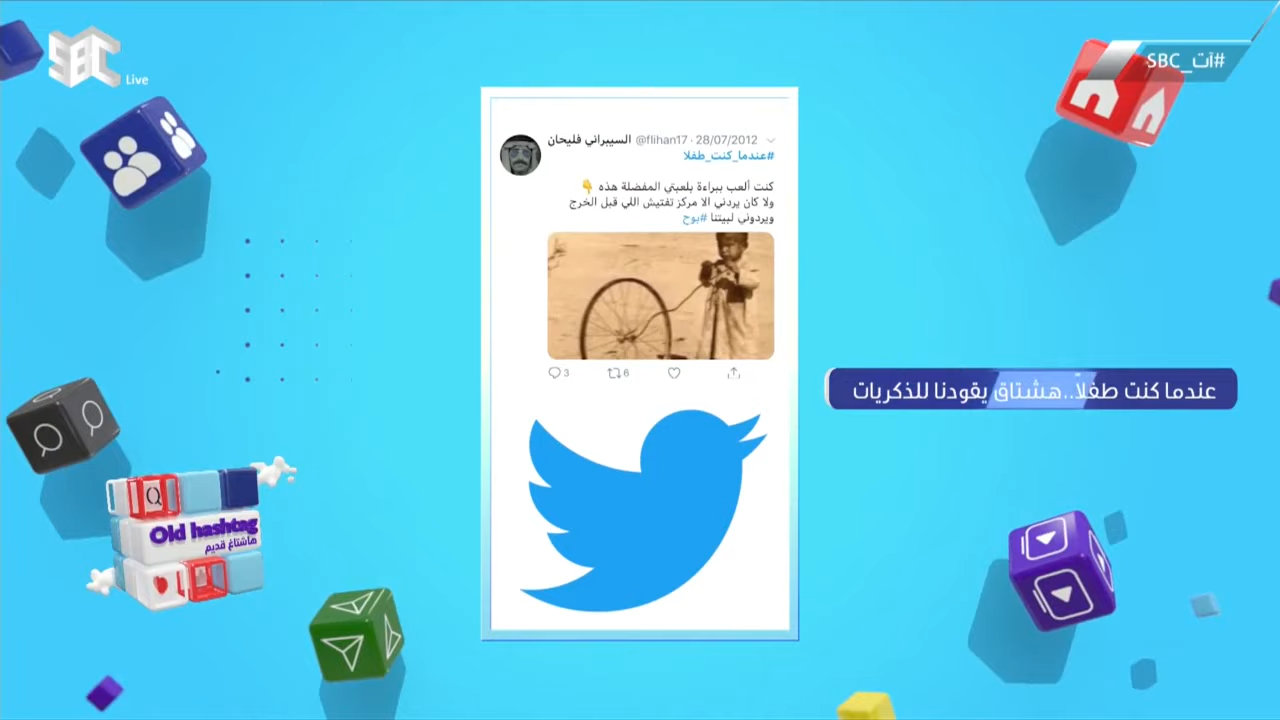 SBC
Live
#آت_SBC
السيبراني فليحان @flihan17 · 28/07/2012
#عندما_كنت_طفلا
كنت ألعب ببراءة بلعبتي المفضلة هذه 👇
ولا كان يردني الا مركز تفتيش اللي قبل الخرج
ويردوني لبيتنا #بوح
3 6
عندما كنت طفلاً..هشتاق يقودنا للذكريات
Old hashtag
هاشتاغ قديم